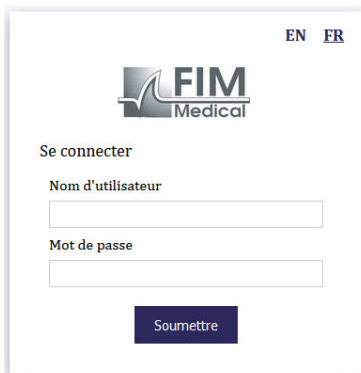 EN FR
FIM
Medical
Se connecter
Nom d'utilisateur
Mot de passe
Soumettre